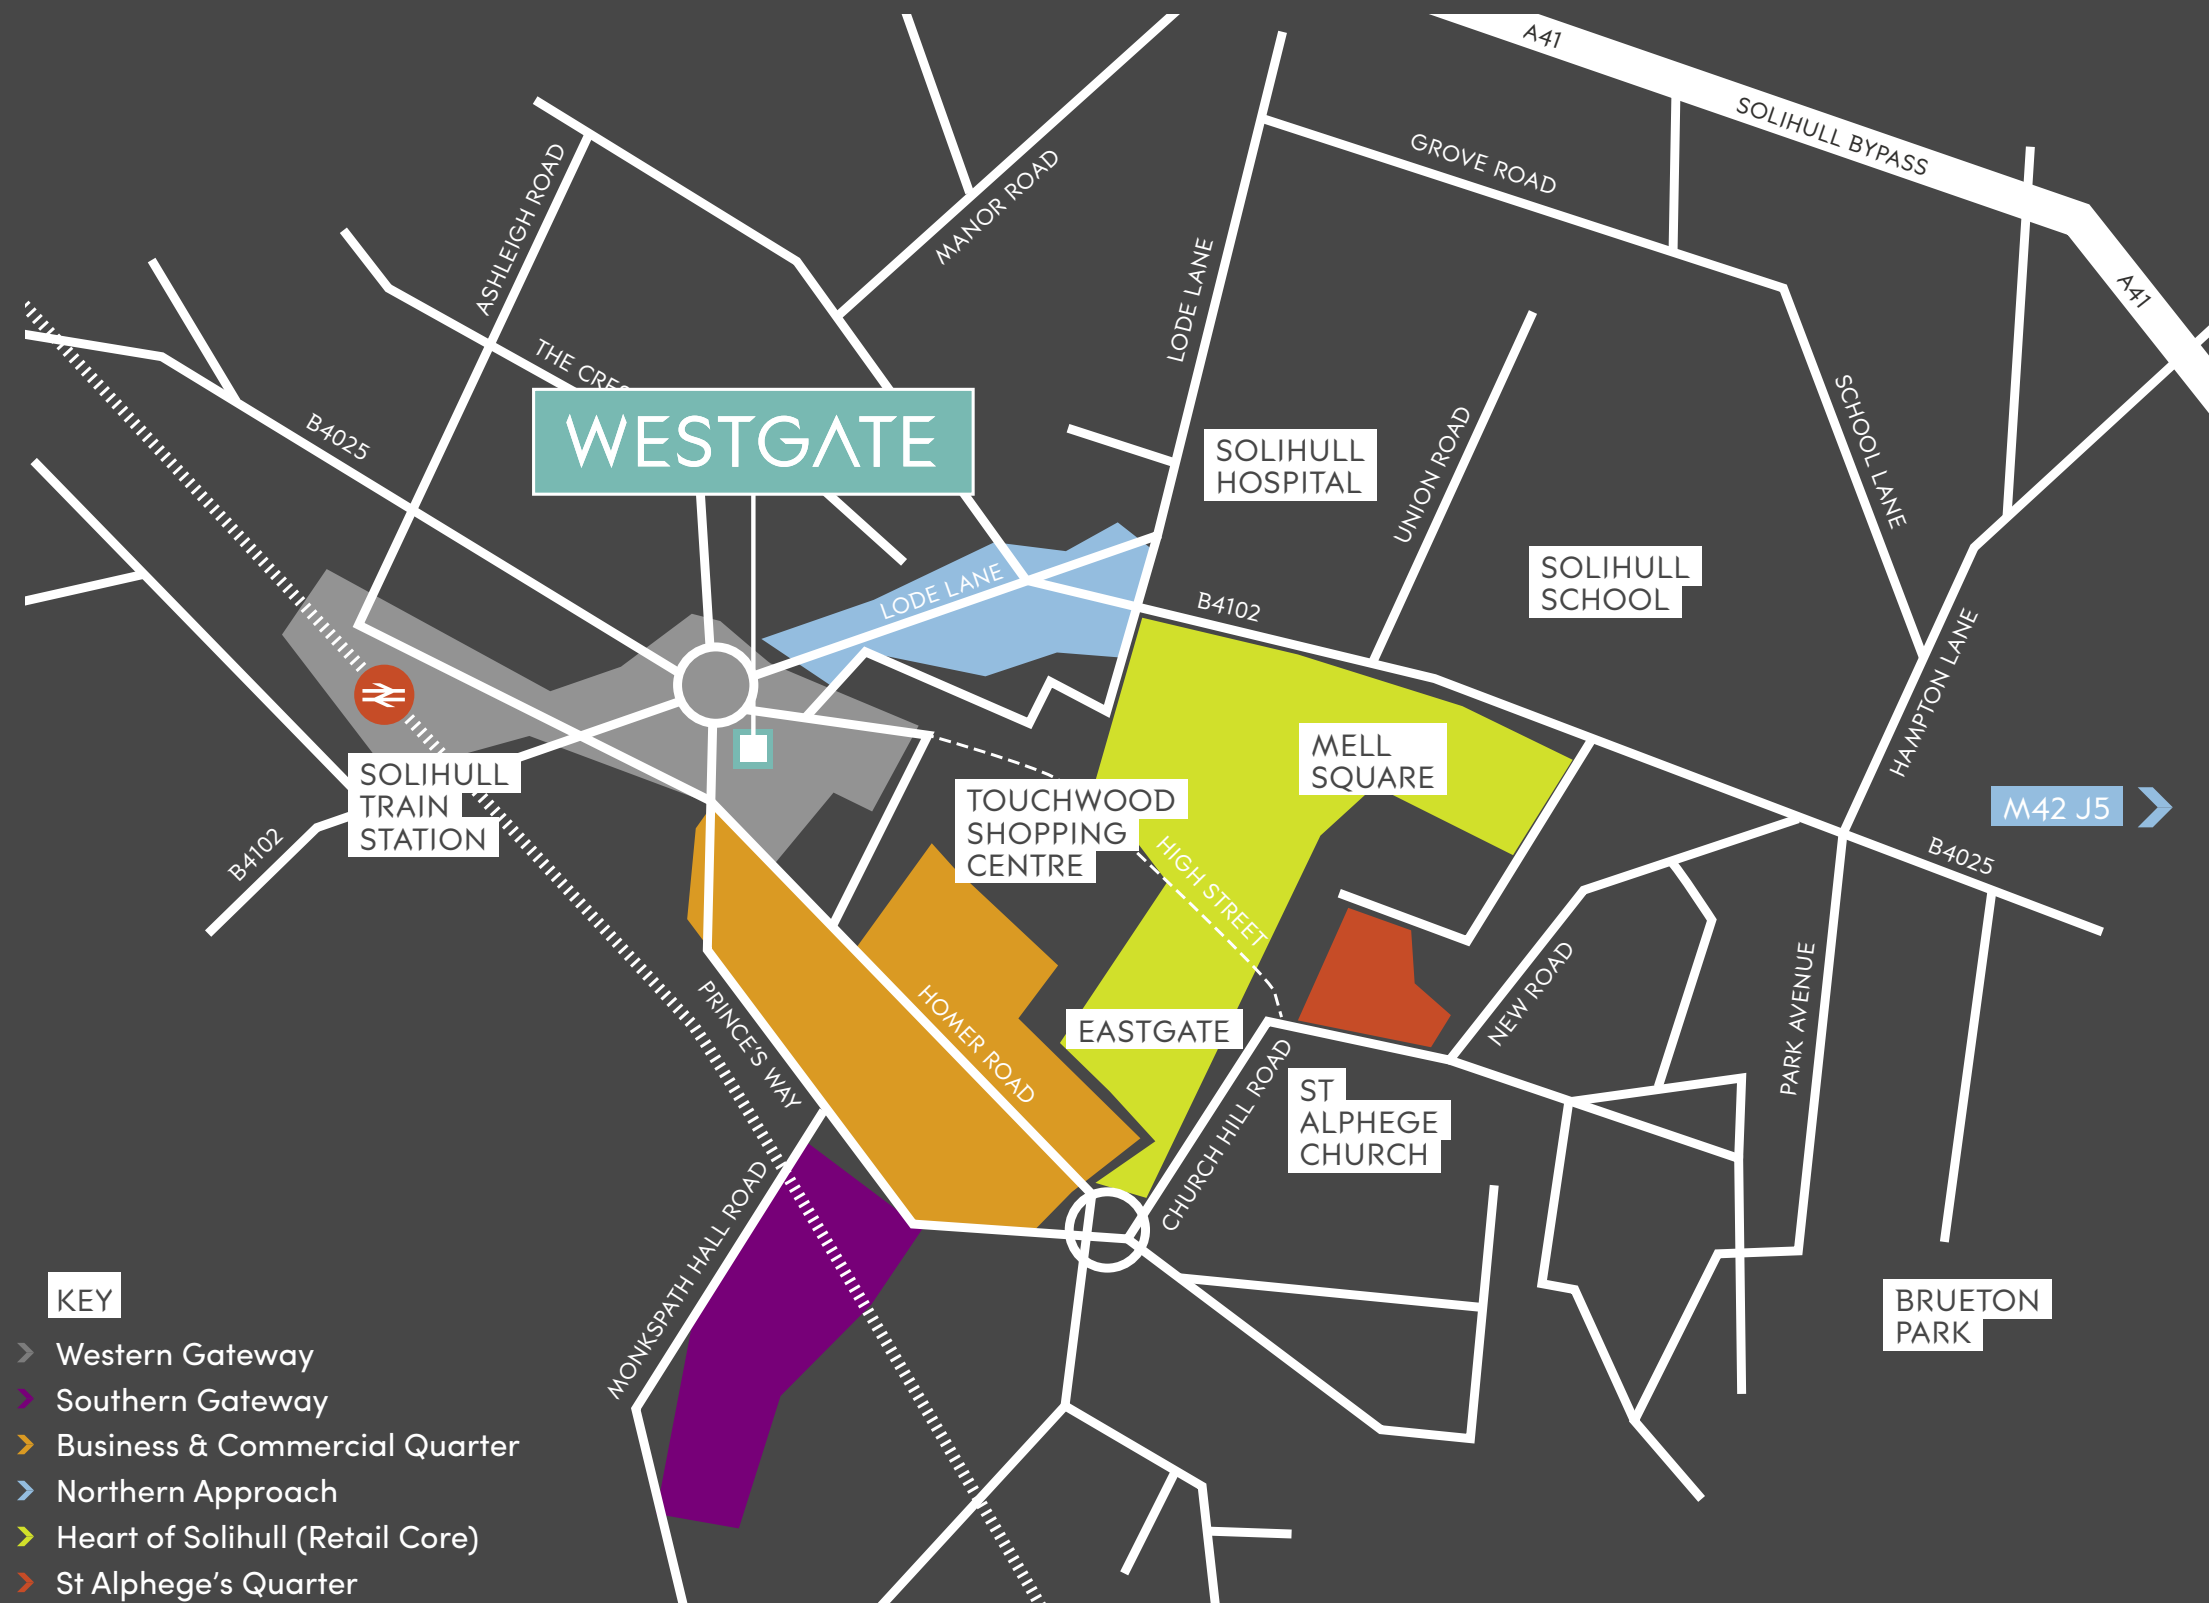 A41
SOLIHULL BYPASS
A41
GROVE ROAD
ASHLEIGH ROAD
MANOR ROAD
LODE LANE
THE CRES
SCHOOL LANE
B4025
WESTGATE
UNION ROAD
SOLIHULL
HOSPITAL
SOLIHULL
SCHOOL
LODE LANE
B4102
HAMPTON LANE
MELL
SQUARE
SOLIHULL
TRAIN
STATION
TOUCHWOOD
SHOPPING
CENTRE
M42 J5
B4102
HIGH STREET
B4025
NEW ROAD
PARK AVENUE
PRINCE'S WAY
HOMER ROAD
EASTGATE
CHURCH HILL ROAD
ST
ALPHEGE
CHURCH
MONKSPATH HALL ROAD
BRUETON
PARK
KEY
Western Gateway
Southern Gateway
Business & Commercial Quarter
Northern Approach
Heart of Solihull (Retail Core)
St Alphege's Quarter